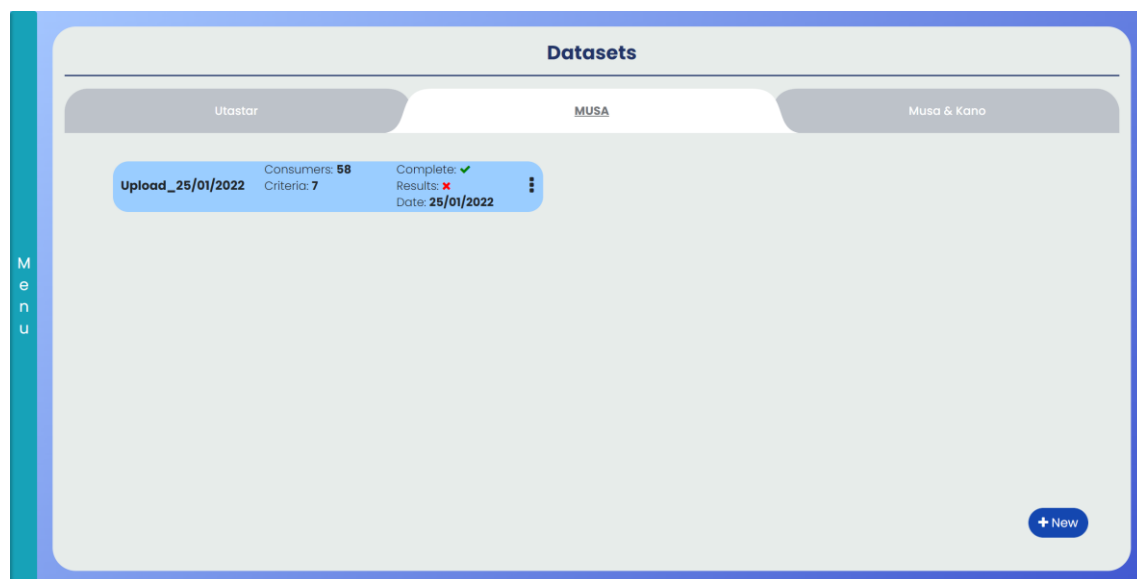 Datasets
Utastar
MUSA
Musa & Kano
Upload_25/01/2022
Consumers: 58
Criteria: 7
Complete: ✔
Results: ✖
Date: 25/01/2022
M
e
n
u
+ New